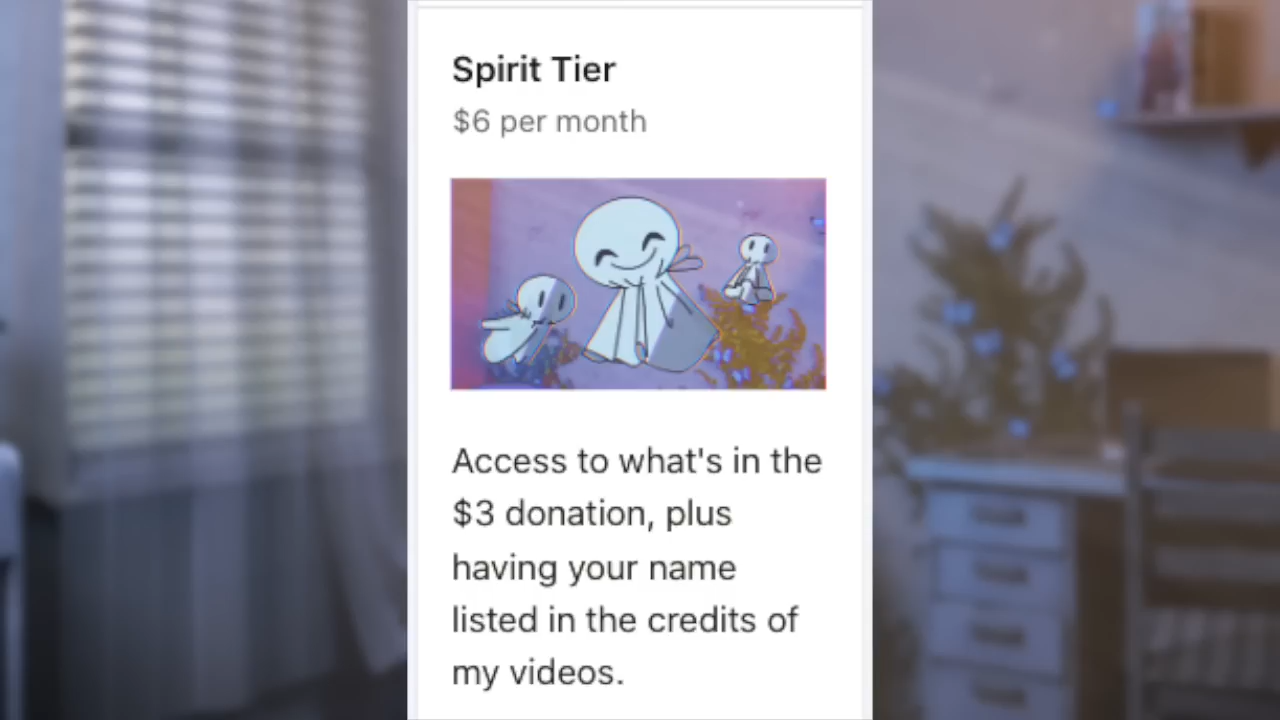 Spirit Tier
$6 per month
Access to what's in the
$3 donation, plus
having your name
listed in the credits of
my videos.